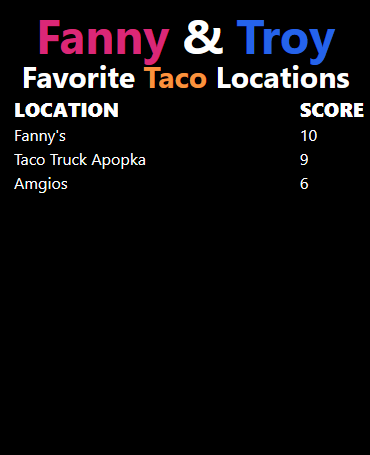 Fanny & Troy
Favorite Taco Locations
LOCATION SCORE
Fanny's 10
Taco Truck Apopka 9
Amgios 6